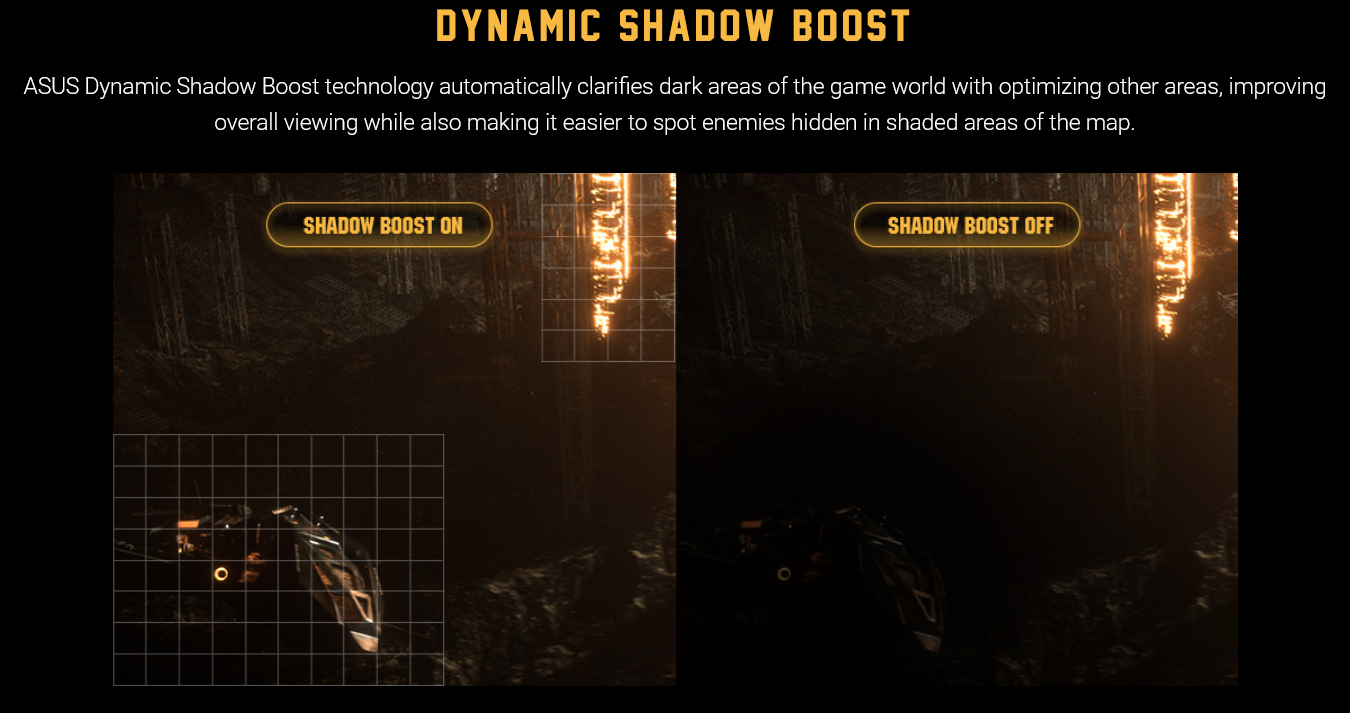 DYNAMIC SHADOW BOOST
ASUS Dynamic Shadow Boost technology automatically clarifies dark areas of the game world with optimizing other areas, improving
overall viewing while also making it easier to spot enemies hidden in shaded areas of the map.
SHADOW BOOST ON
SHADOW BOOST OFF